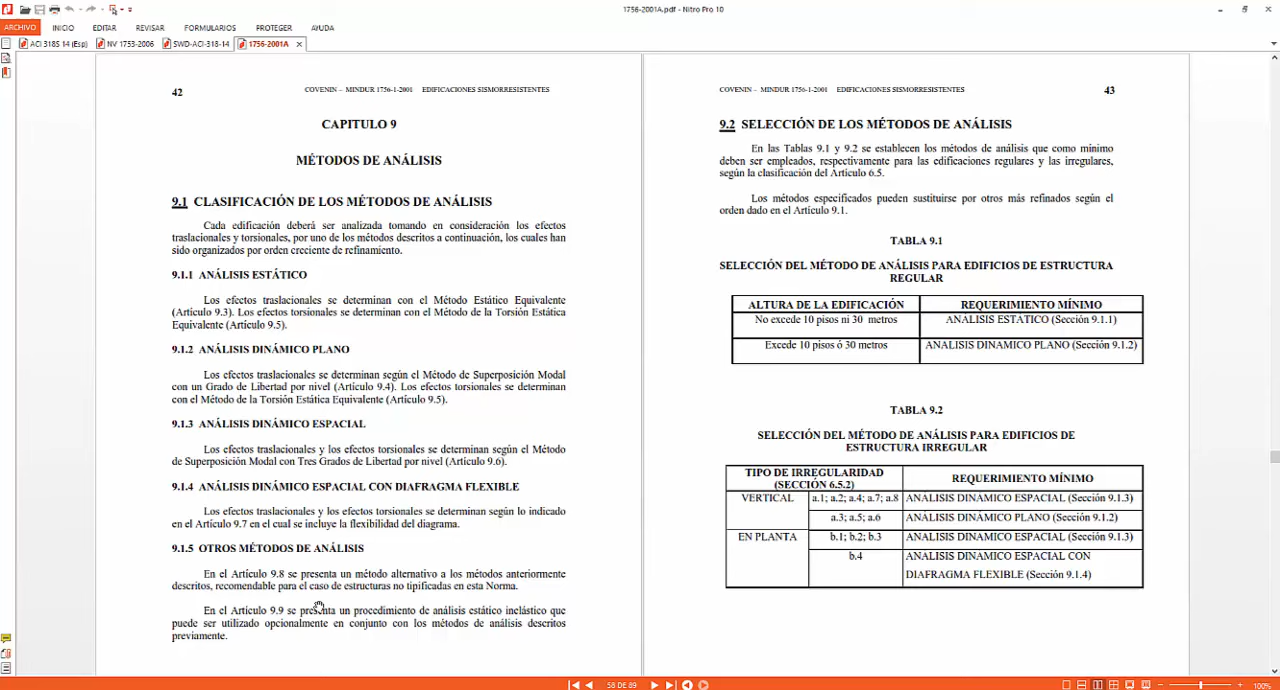 1756-2001A.pdf - Nitro Pro 10
ARCHIVO INICIO EDITAR REVISAR FORMULARIOS PROTEGER AYUDA
ACI 318S 14 (Esp) NV 1753-2006 SWD-ACI-318-14 1756-2001A
42 COVENIN – MINDUR 1756-1-2001 EDIFICACIONES SISMORRESISTENTES
CAPITULO 9
MÉTODOS DE ANÁLISIS
9.1 CLASIFICACIÓN DE LOS MÉTODOS DE ANÁLISIS
Cada edificación deberá ser analizada tomando en consideración los efectos
traslacionales y torsionales, por uno de los métodos descritos a continuación, los cuales han
sido organizados por orden creciente de refinamiento.
9.1.1 ANÁLISIS ESTÁTICO
Los efectos traslacionales se determinan con el Método Estático Equivalente
(Artículo 9.3). Los efectos torsionales se determinan con el Método de la Torsión Estática
Equivalente (Artículo 9.5).
9.1.2 ANÁLISIS DINÁMICO PLANO
Los efectos traslacionales se determinan según el Método de Superposición Modal
con un Grado de Libertad por nivel (Artículo 9.4). Los efectos torsionales se determinan
con el Método de la Torsión Estática Equivalente (Artículo 9.5).
9.1.3 ANÁLISIS DINÁMICO ESPACIAL
Los efectos traslacionales y los efectos torsionales se determinan según el Método
de Superposición Modal con Tres Grados de Libertad por nivel (Artículo 9.6).
9.1.4 ANÁLISIS DINÁMICO ESPACIAL CON DIAFRAGMA FLEXIBLE
Los efectos traslacionales y los efectos torsionales se determinan según lo indicado
en el Artículo 9.7 en el cual se incluye la flexibilidad del diagrama.
9.1.5 OTROS MÉTODOS DE ANÁLISIS
En el Artículo 9.8 se presenta un método alternativo a los métodos anteriormente
descritos, recomendable para el caso de estructuras no tipificadas en esta Norma.
En el Artículo 9.9 se presenta un procedimiento de análisis estático inelástico que
puede ser utilizado opcionalmente en conjunto con los métodos de análisis descritos
previamente.
COVENIN – MINDUR 1756-1-2001 EDIFICACIONES SISMORRESISTENTES 43
9.2 SELECCIÓN DE LOS MÉTODOS DE ANÁLISIS
En las Tablas 9.1 y 9.2 se establecen los métodos de análisis que como mínimo
deben ser empleados, respectivamente para las edificaciones regulares y las irregulares,
según la clasificación del Artículo 6.5.
Los métodos especificados pueden sustituirse por otros más refinados según el
orden dado en el Artículo 9.1.
TABLA 9.1
SELECCIÓN DEL MÉTODO DE ANÁLISIS PARA EDIFICIOS DE ESTRUCTURA
REGULAR
ALTURA DE LA EDIFICACIÓN REQUERIMIENTO MÍNIMO
No excede 10 pisos ni 30 metros ANÁLISIS ESTÁTICO (Sección 9.1.1)
Excede 10 pisos ó 30 metros ANALISIS DINAMICO PLANO (Sección 9.1.2)
TABLA 9.2
SELECCIÓN DEL MÉTODO DE ANÁLISIS PARA EDIFICIOS DE
ESTRUCTURA IRREGULAR
TIPO DE IRREGULARIDAD
(SECCIÓN 6.5.2) REQUERIMIENTO MÍNIMO
VERTICAL a.1; a.2; a.4; a.7; a.8 ANÁLISIS DINÁMICO ESPACIAL (Sección 9.1.3)
a.3; a.5; a.6 ANÁLISIS DINÁMICO PLANO (Sección 9.1.2)
EN PLANTA b.1; b.2; b.3 ANÁLISIS DINAMICO ESPACIAL (Sección 9.1.3)
b.4 ANALISIS DINAMICO ESPACIAL CON
DIAFRAGMA FLEXIBLE (Sección 9.1.4)
58 DE 89
100%